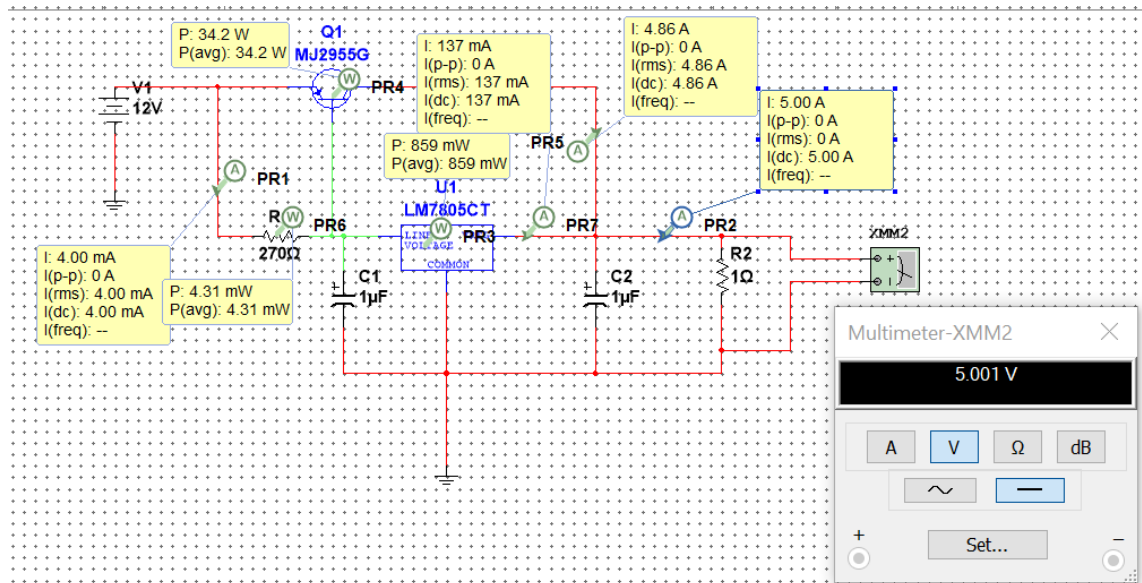 P: 34.2 W
P(avg): 34.2 W
Q1
MJ2955G
PR4
I: 137 mA
I(p-p): 0 A
I(rms): 137 mA
I(dc): 137 mA
I(freq): --
I: 4.86 A
I(p-p): 0 A
I(rms): 4.86 A
I(dc): 4.86 A
I(freq): --
V1
12V
I: 5.00 A
I(p-p): 0 A
I(rms): 0 A
I(dc): 5.00 A
I(freq): --
P: 859 mW
P(avg): 859 mW
PR5
PR1
U1
LM7805CT
R
PR6
270Ω
PR3
PR7
PR2
COMMON
XMM2
R2
1Ω
I: 4.00 mA
I(p-p): 0 A
I(rms): 4.00 mA
I(dc): 4.00 mA
I(freq): --
P: 4.31 mW
P(avg): 4.31 mW
C1
1µF
C2
1µF
Multimeter-XMM2
5.001 V
A V Ω dB
Set...